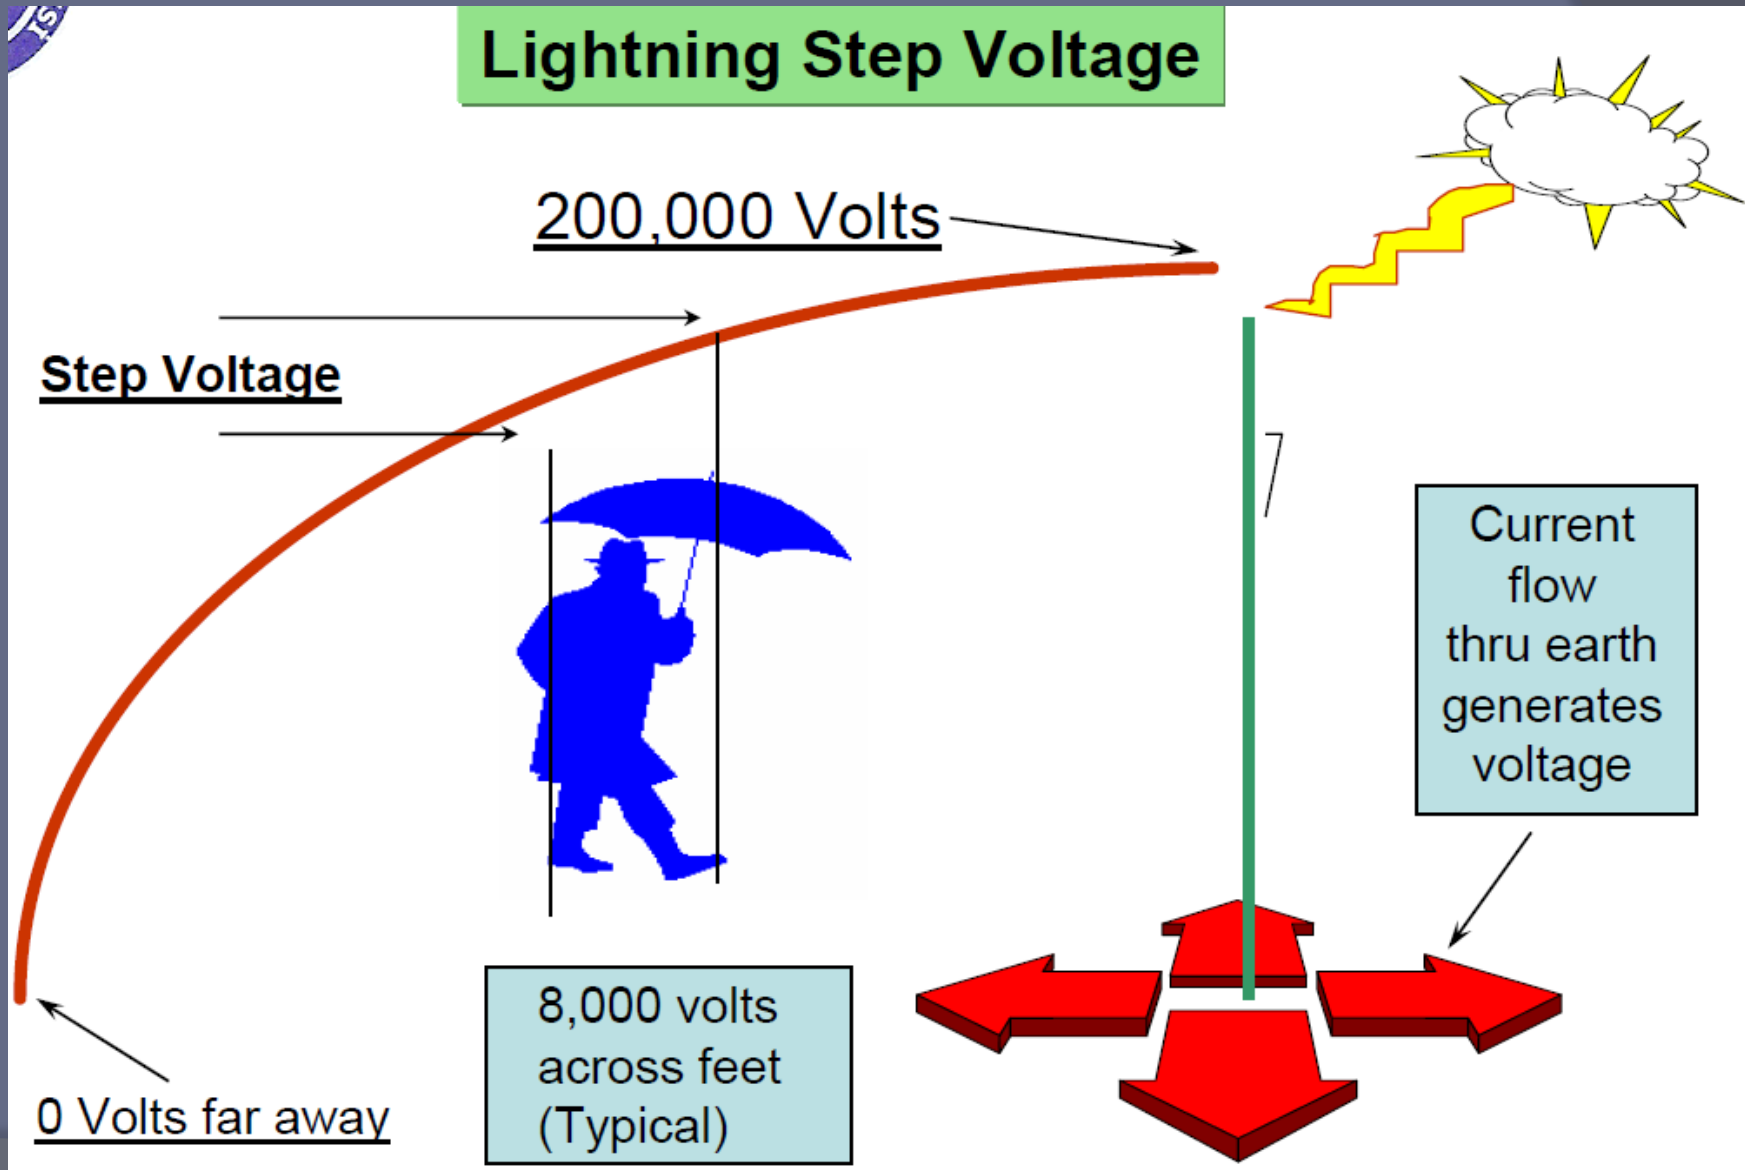 Lightning Step Voltage
200,000 Volts
Step Voltage
Current
flow
thru earth
generates
voltage
8,000 volts
across feet
(Typical)
0 Volts far away